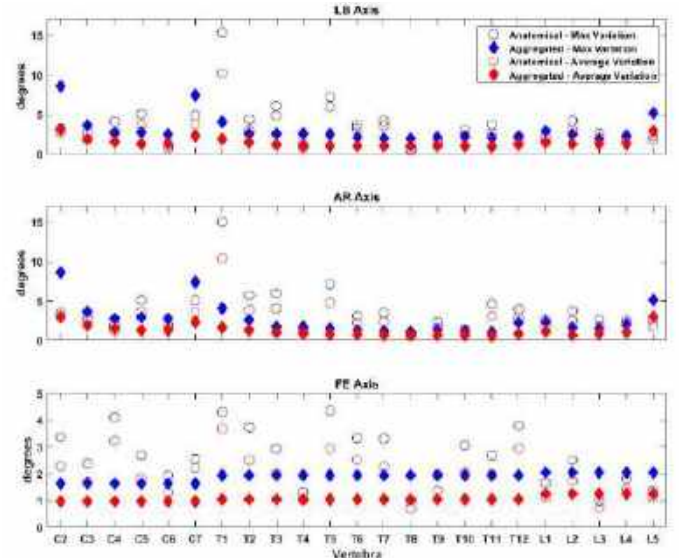 LB Axis
15
10
5
0
degrees
Anatomical - Max Variation
Aggregated - Max Variation
Anatomical - Average Variation
Aggregated - Average Variation
AR Axis
15
10
5
0
degrees
FE Axis
5
4
3
2
1
0
degrees
C2 C3 C4 C5 C6 C7 T1 T2 T3 T4 T5 T6 T7 T8 T9 T10 T11 T12 L1 L2 L3 L4 L5
Vertebra